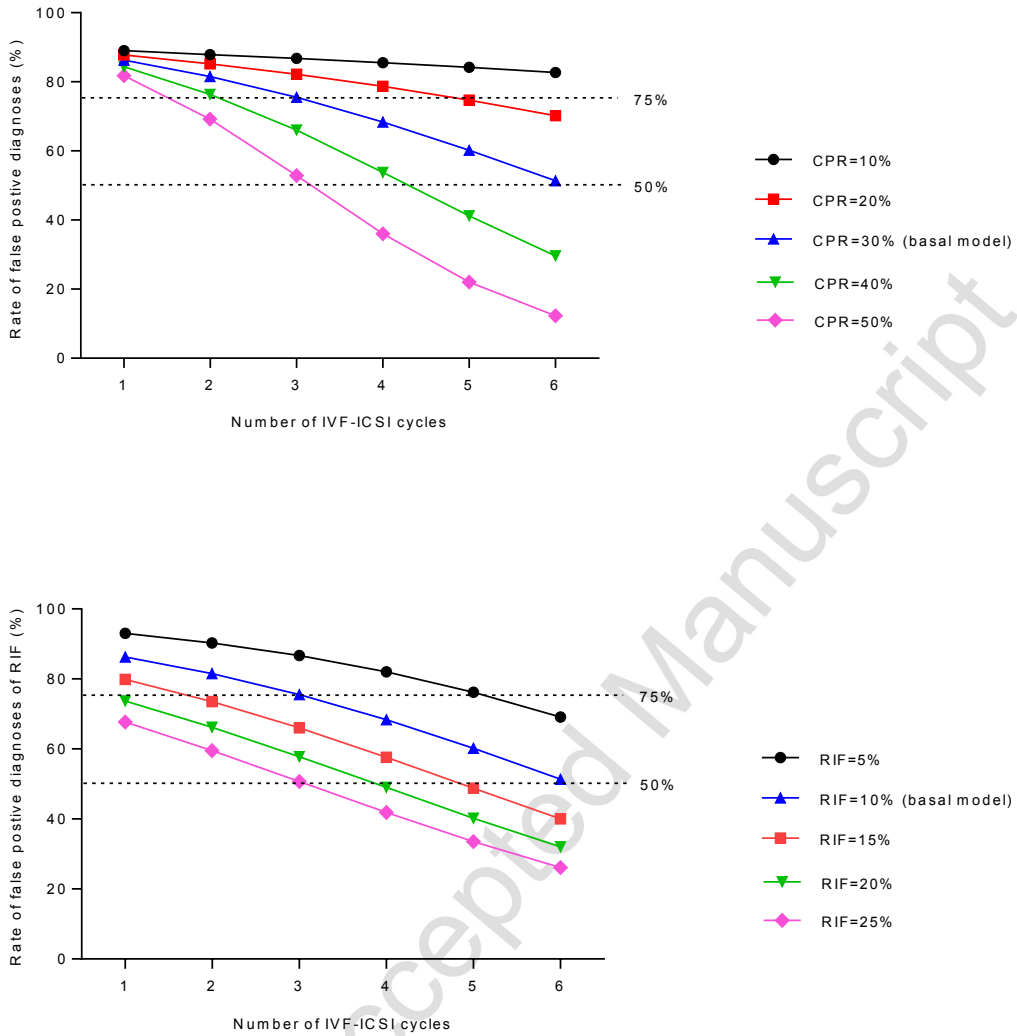 Rate of false postive diagnoses (%)
100
80
60
40
20
0
75%
50%
1 2 3 4 5 6
Number of IVF-ICSI cycles
CPR=10%
CPR=20%
CPR=30% (basal model)
CPR=40%
CPR=50%
Rate of false postive diagnoses of RIF (%)
100
80
60
40
20
0
75%
50%
1 2 3 4 5 6
Number of IVF-ICSI cycles
RIF=5%
RIF=10% (basal model)
RIF=15%
RIF=20%
RIF=25%
ccepted Manuscript